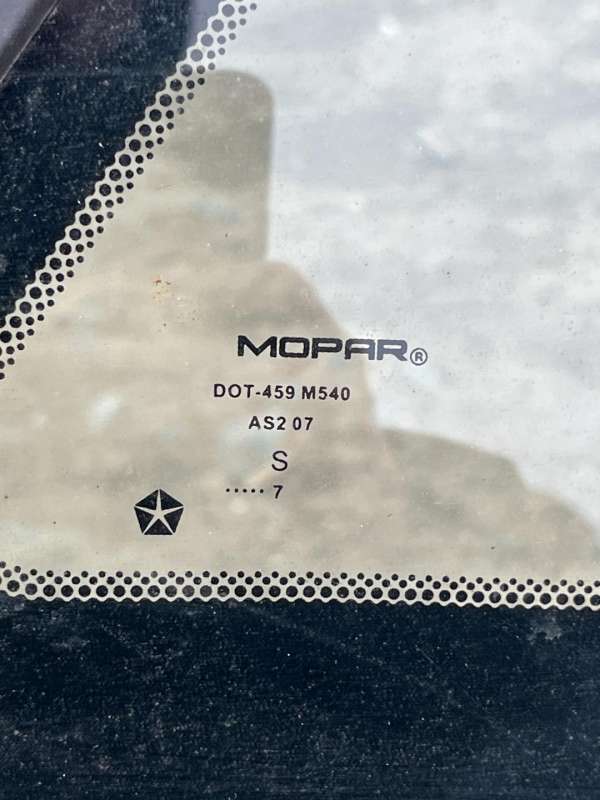 MOPAR®
DOT-459 M540
AS2 07
S
..... 7